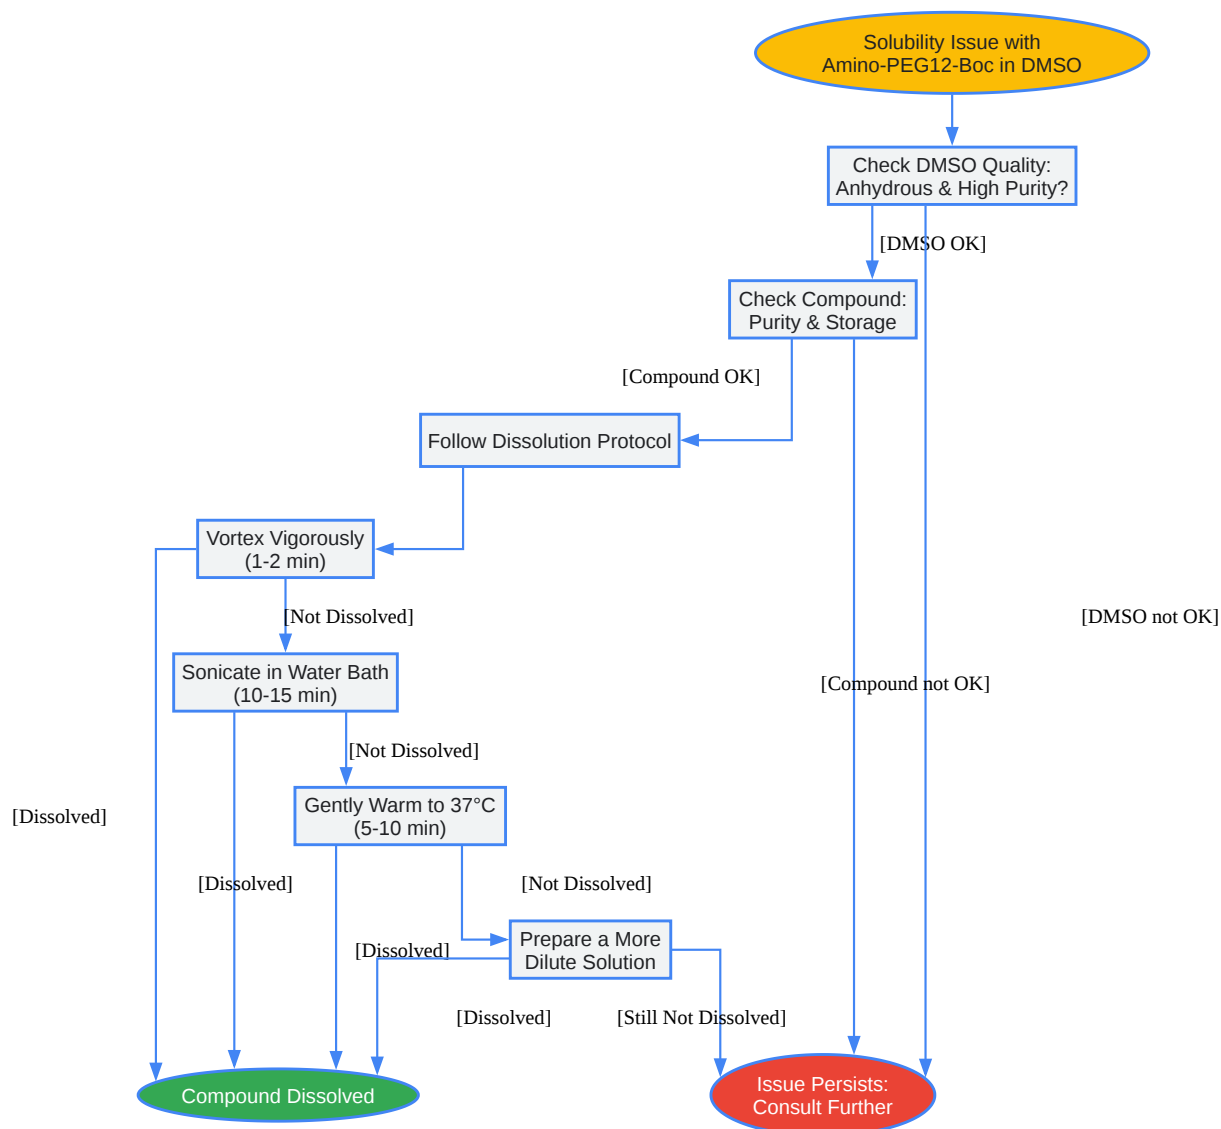 Solubility Issue with
Amino-PEG12-Boc in DMSO
Check DMSO Quality:
Anhydrous & High Purity?
[DMSO OK]
Check Compound:
Purity & Storage
[Compound OK]
Follow Dissolution Protocol
Vortex Vigorously
(1-2 min)
[Not Dissolved]
[DMSO not OK]
Sonicate in Water Bath
(10-15 min)
[Compound not OK]
[Not Dissolved]
Gently Warm to 37°C
(5-10 min)
[Dissolved]
[Dissolved]
[Not Dissolved]
Prepare a More
Dilute Solution
[Dissolved]
[Dissolved]
[Still Not Dissolved]
Compound Dissolved
Issue Persists:
Consult Further